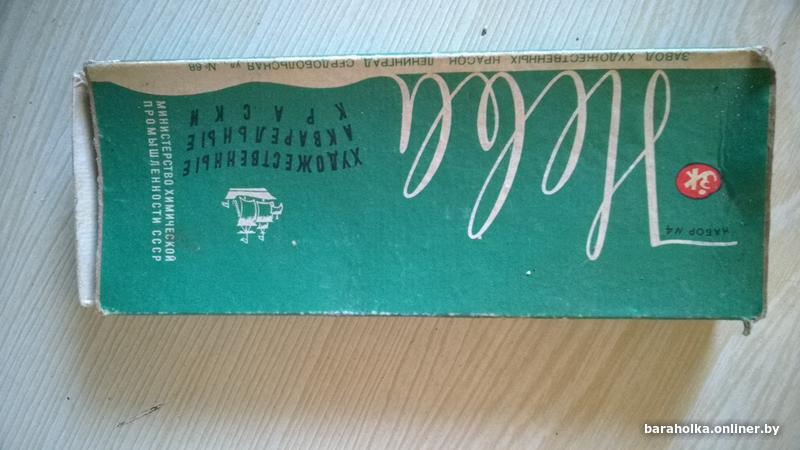 НАБОР №4
Нева
ХУДОЖЕСТВЕННЫЕ
АКВАРЕЛЬНЫЕ
КРАСКИ
МИНИСТЕРСТВО ХИМИЧЕСКОЙ
ПРОМЫШЛЕННОСТИ СССР
ЗАВОД ХУДОЖЕСТВЕННЫХ КРАСОК ЛЕНИНГРАД СЕРДОБОЛЬСКАЯ ул., № 68
baraholka.onliner.by